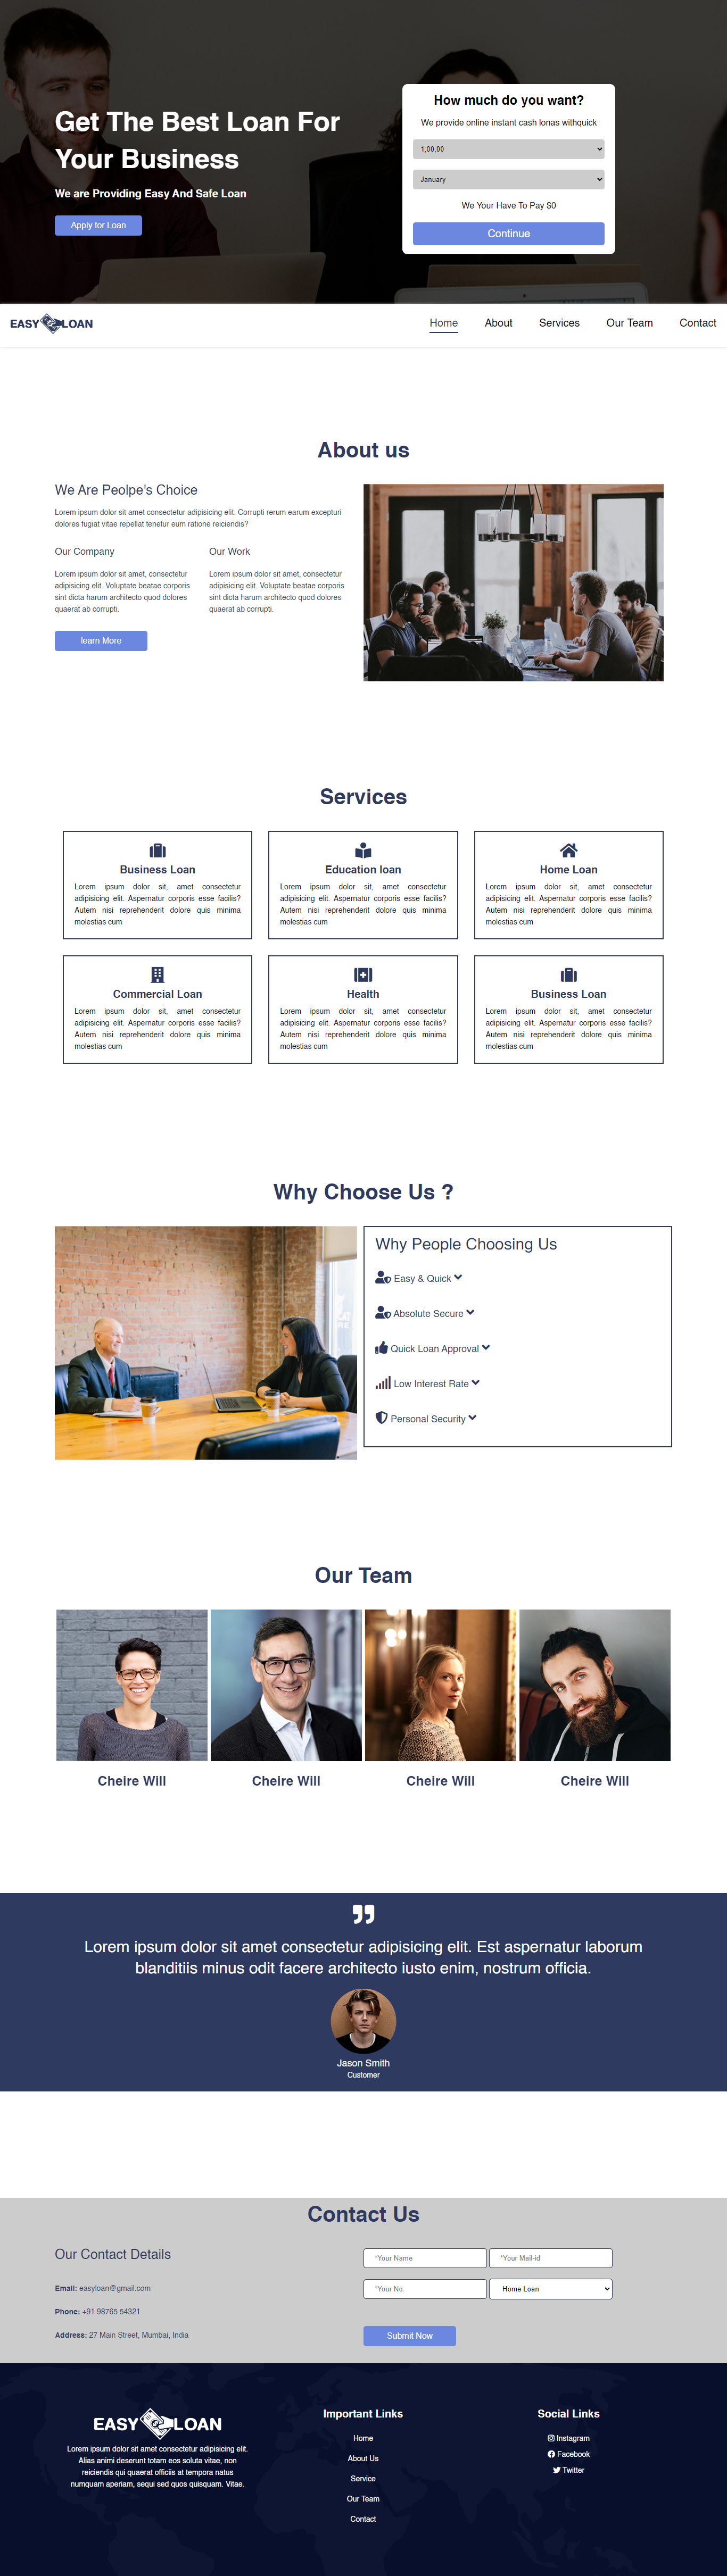 Get The Best Loan For
Your Business
We are Providing Easy And Safe Loan
Apply for Loan
How much do you want?
We provide online instant cash lonas withquick
1,00,00
January
We Your Have To Pay $0
Continue
EASY LOAN
Home
About
Services
Our Team
Contact
About us
We Are Peolpe's Choice
Lorem ipsum dolor sit amet consectetur adipisicing elit. Corrupti rerum earum excepturi
dolores fugiat vitae repellat tenetur eum ratione reiciendis?
Our Company
Lorem ipsum dolor sit amet, consectetur
adipisicing elit. Voluptate beatae corporis
sint dicta harum architecto quod dolores
quaerat ab corrupti.
Our Work
Lorem ipsum dolor sit amet, consectetur
adipisicing elit. Voluptate beatae corporis
sint dicta harum architecto quod dolores
quaerat ab corrupti.
learn More
Services
Business Loan
Lorem ipsum dolor sit, amet consectetur
adipisicing elit. Aspernatur corporis esse facilis?
Autem nisi reprehenderit dolore quis minima
molestias cum
Education loan
Lorem ipsum dolor sit, amet consectetur
adipisicing elit. Aspernatur corporis esse facilis?
Autem nisi reprehenderit dolore quis minima
molestias cum
Home Loan
Lorem ipsum dolor sit, amet consectetur
adipisicing elit. Aspernatur corporis esse facilis?
Autem nisi reprehenderit dolore quis minima
molestias cum
Commercial Loan
Lorem ipsum dolor sit, amet consectetur
adipisicing elit. Aspernatur corporis esse facilis?
Autem nisi reprehenderit dolore quis minima
molestias cum
Health
Lorem ipsum dolor sit, amet consectetur
adipisicing elit. Aspernatur corporis esse facilis?
Autem nisi reprehenderit dolore quis minima
molestias cum
Business Loan
Lorem ipsum dolor sit, amet consectetur
adipisicing elit. Aspernatur corporis esse facilis?
Autem nisi reprehenderit dolore quis minima
molestias cum
Why Choose Us ?
Why People Choosing Us
Easy & Quick
Absolute Secure
Quick Loan Approval
Low Interest Rate
Personal Security
Our Team
Cheire Will
Cheire Will
Cheire Will
Cheire Will
Lorem ipsum dolor sit amet consectetur adipisicing elit. Est aspernatur laborum
blanditiis minus odit facere architecto iusto enim, nostrum officia.
Jason Smith
Customer
Contact Us
Our Contact Details
Email: easyloan@gmail.com
Phone: +91 98765 54321
Address: 27 Main Street, Mumbai, India
*Your Name
*Your Mail-id
*Your No
Home Loan
Submit Now
EASY LOAN
Lorem ipsum dolor sit amet consectetur adipisicing elit.
Alias animi deserunt totam eos soluta vitae, non
reiciendis qui quaerat officiis at tempora natus
numquam aperiam, sequi sed quos quisquam. Vitae.
Important Links
Home
About Us
Service
Our Team
Contact
Social Links
Instagram
Facebook
Twitter